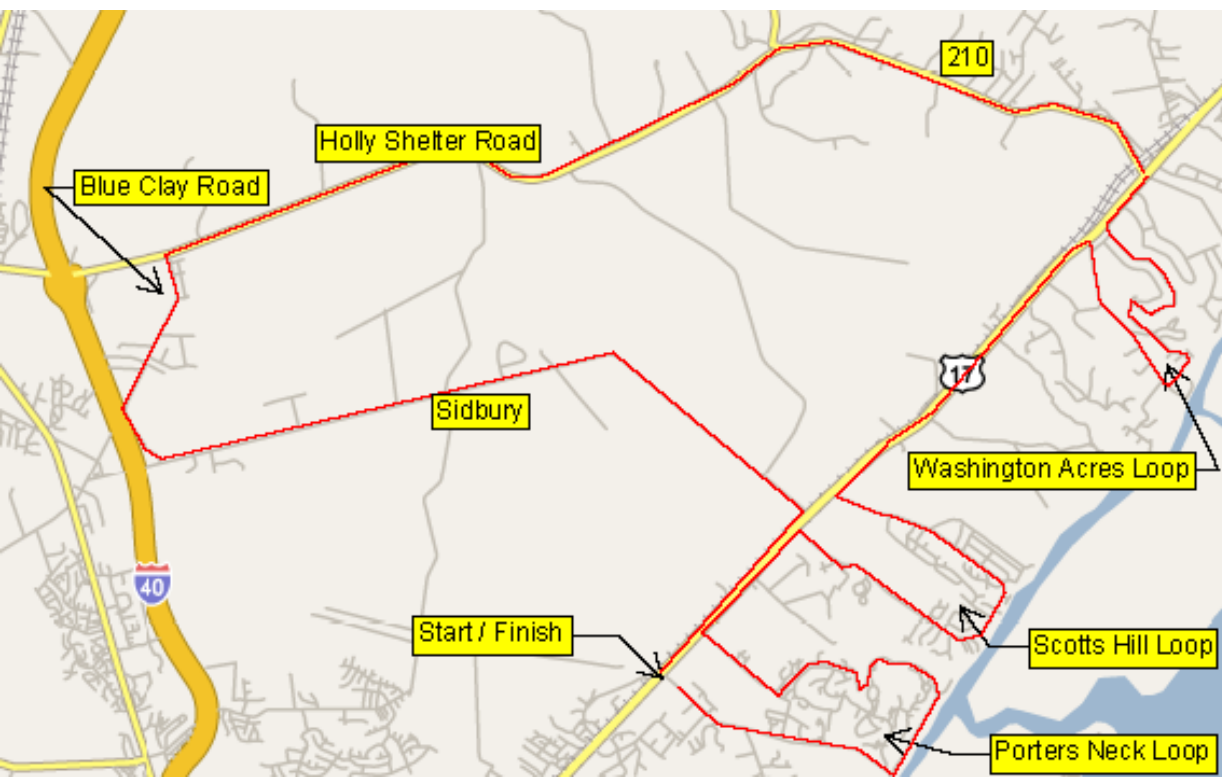 210
Holly Shelter Road
Blue Clay Road
17
Sidbury
Washington Acres Loop
40
Start / Finish
Scotts Hill Loop
Porters Neck Loop